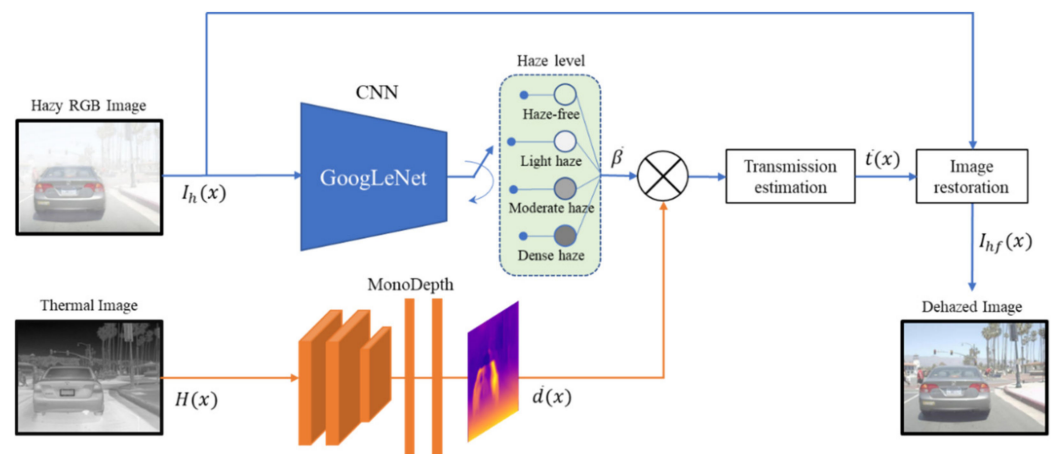 Hazy RGB Image
I_h(x)
CNN
GoogLeNet
Haze level
Haze-free
Light haze
Moderate haze
Dense haze
β̇
Transmission
estimation
ṫ(x)
Image
restoration
I_hf(x)
Thermal Image
H(x)
MonoDepth
ḋ(x)
Dehazed Image